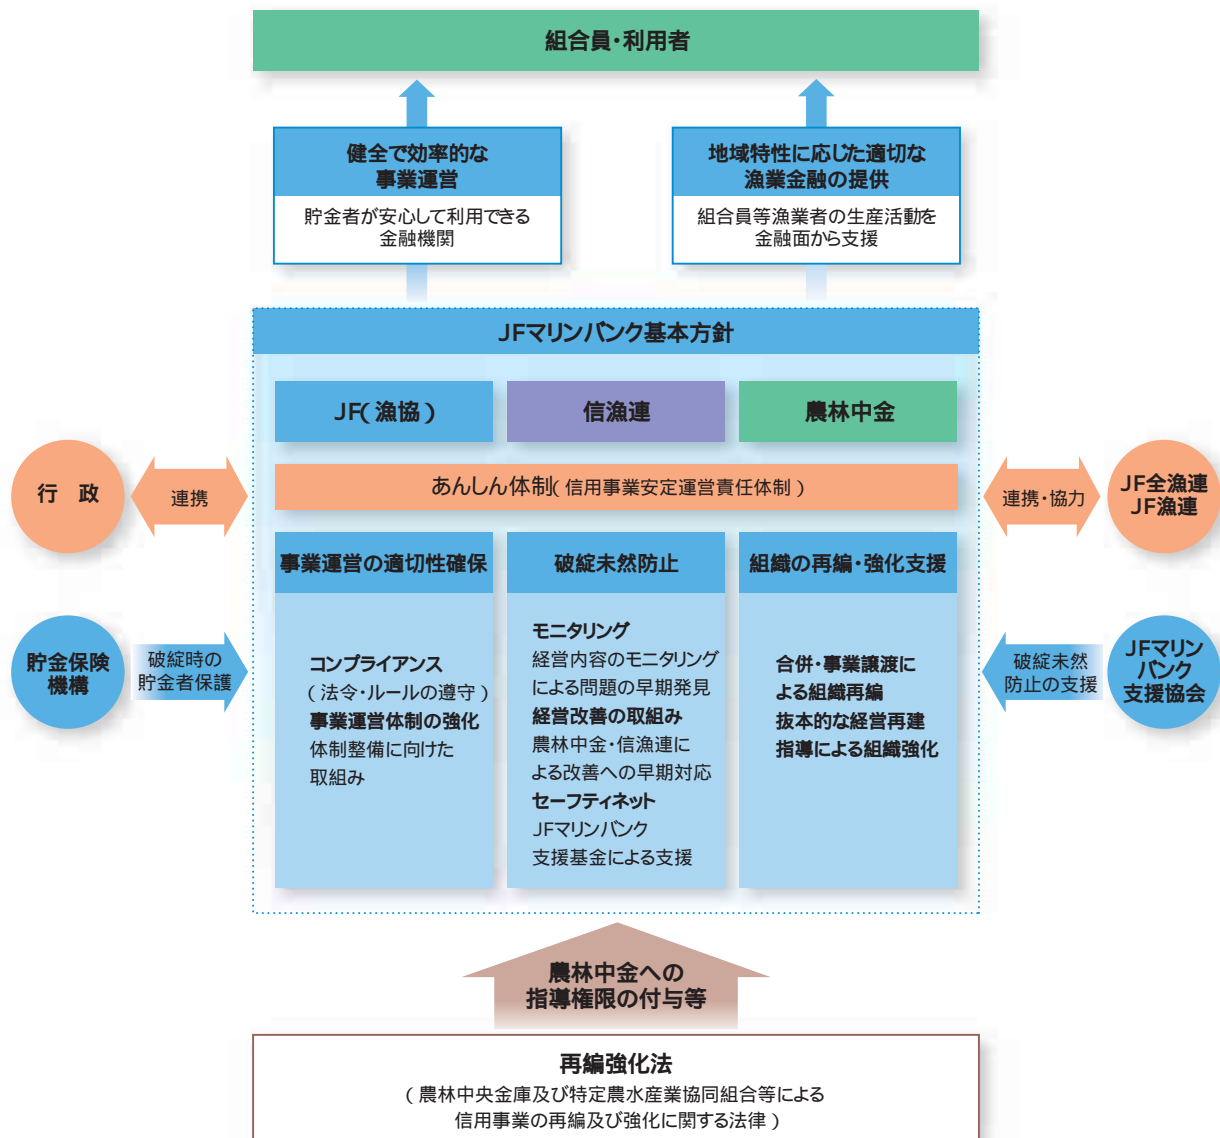 組合員・利用者
健全で効率的な
事業運営
貯金者が安心して利用できる
金融機関
地域特性に応じた適切な
漁業金融の提供
組合員等漁業者の生産活動を
金融面から支援
JFマリンバンク基本方針
JF(漁協)
信漁連
農林中金
あんしん体制(信用事業安定運営責任体制)
行 政
連携
連携・協力
JF全漁連
JF漁連
貯金保険
機構
破綻時の
貯金者保護
事業運営の適切性確保
コンプライアンス
(法令・ルールの遵守)
事業運営体制の強化
体制整備に向けた
取組み
破綻未然防止
モニタリング
経営内容のモニタリング
による問題の早期発見
経営改善の取組み
農林中金・信漁連に
よる改善への早期対応
セーフティネット
JFマリンバンク
支援基金による支援
組織の再編・強化支援
合併・事業譲渡に
よる組織再編
抜本的な経営再建
指導による組織強化
破綻未然
防止の支援
JFマリン
バンク
支援協会
農林中金への
指導権限の付与等
再編強化法
(農林中央金庫及び特定農水産業協同組合等による
信用事業の再編及び強化に関する法律)